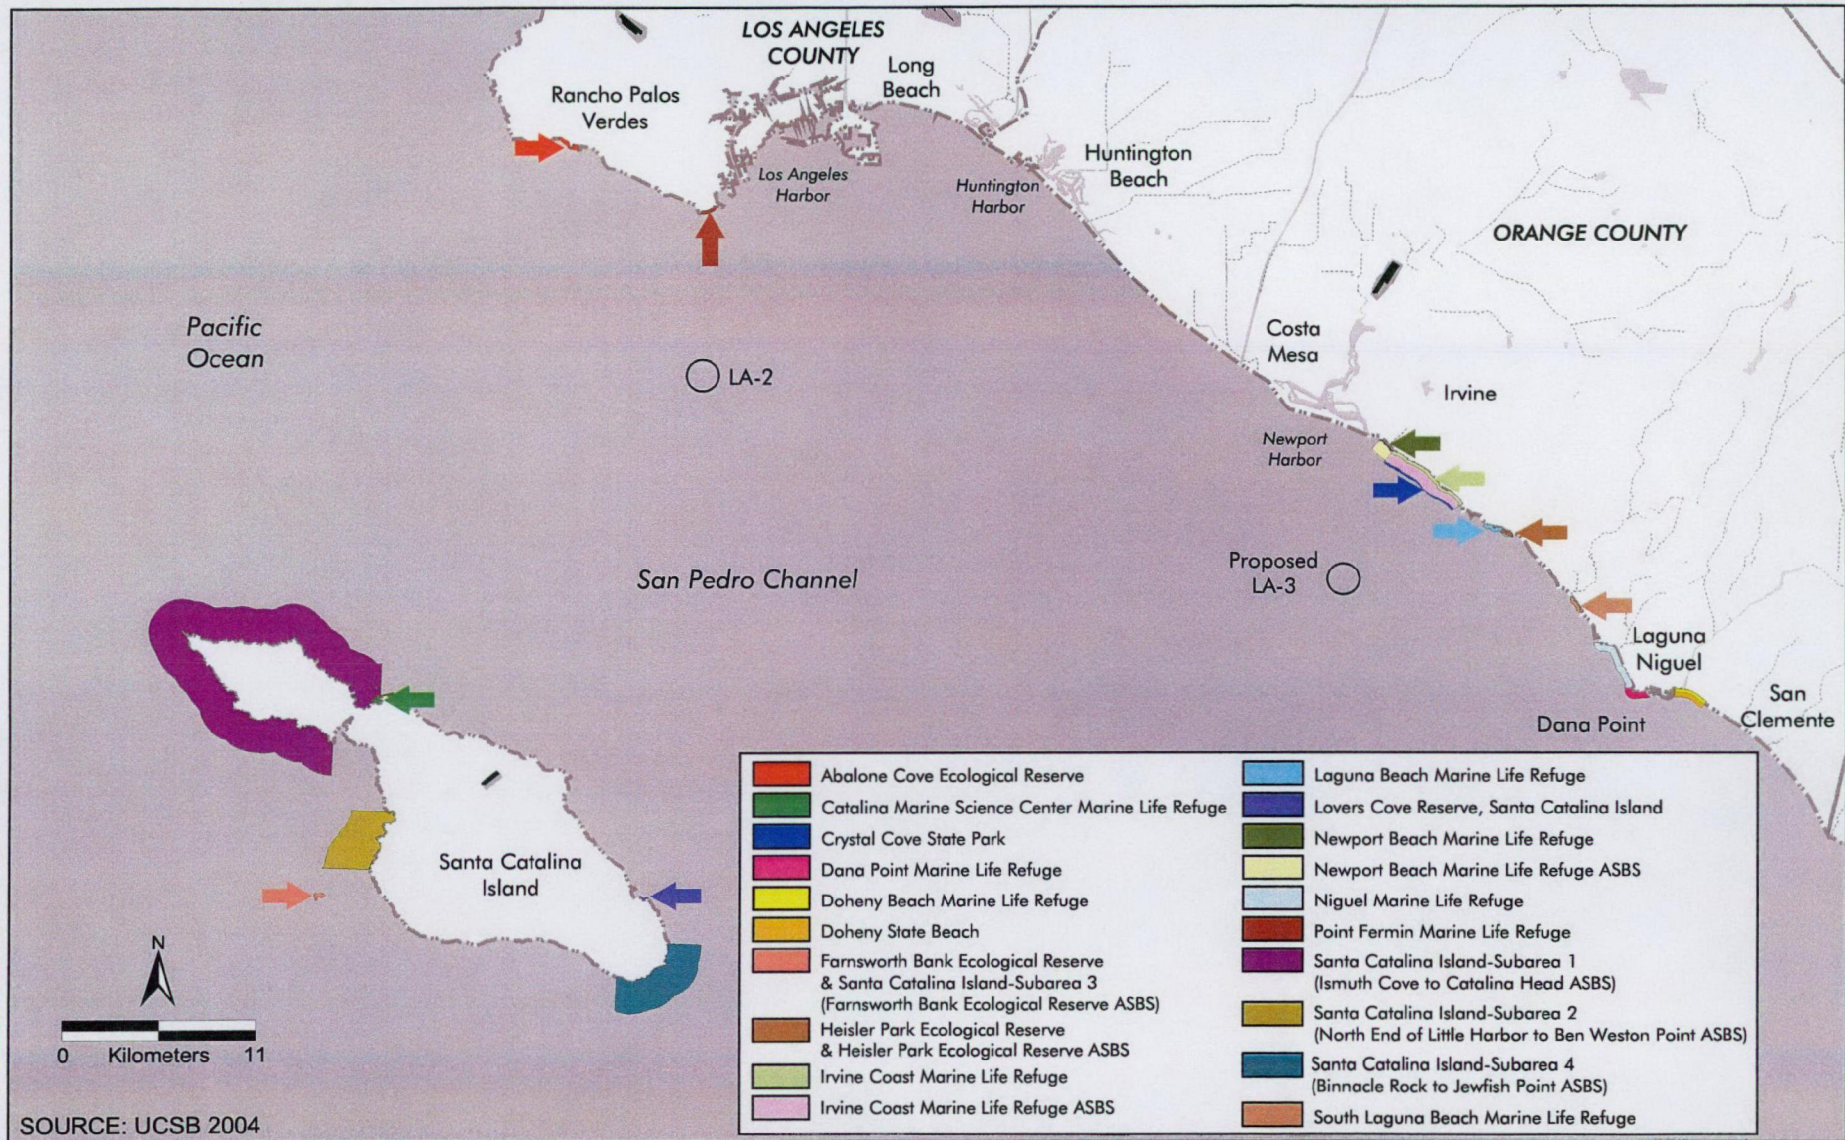 LOS ANGELES
COUNTY
Long
Beach
Rancho Palos
Verdes
Los Angeles
Harbor
Huntington
Harbor
Huntington
Beach
ORANGE COUNTY
Pacific
Ocean
LA-2
Costa
Mesa
Irvine
Newport
Harbor
San Pedro Channel
Proposed
LA-3
Laguna
Niguel
San
Clemente
Dana Point
Santa Catalina
Island
N
0 Kilometers 11
SOURCE: UCSB 2004
Abalone Cove Ecological Reserve
Catalina Marine Science Center Marine Life Refuge
Crystal Cove State Park
Dana Point Marine Life Refuge
Doheny Beach Marine Life Refuge
Doheny State Beach
Farnsworth Bank Ecological Reserve
& Santa Catalina Island-Subarea 3
(Farnsworth Bank Ecological Reserve ASBS)
Heisler Park Ecological Reserve
& Heisler Park Ecological Reserve ASBS
Irvine Coast Marine Life Refuge
Irvine Coast Marine Life Refuge ASBS
Laguna Beach Marine Life Refuge
Lovers Cove Reserve, Santa Catalina Island
Newport Beach Marine Life Refuge
Newport Beach Marine Life Refuge ASBS
Niguel Marine Life Refuge
Point Fermin Marine Life Refuge
Santa Catalina Island-Subarea 1
(Ismuth Cove to Catalina Head ASBS)
Santa Catalina Island-Subarea 2
(North End of Little Harbor to Ben Weston Point ASBS)
Santa Catalina Island-Subarea 4
(Binnacle Rock to Jewfish Point ASBS)
South Laguna Beach Marine Life Refuge